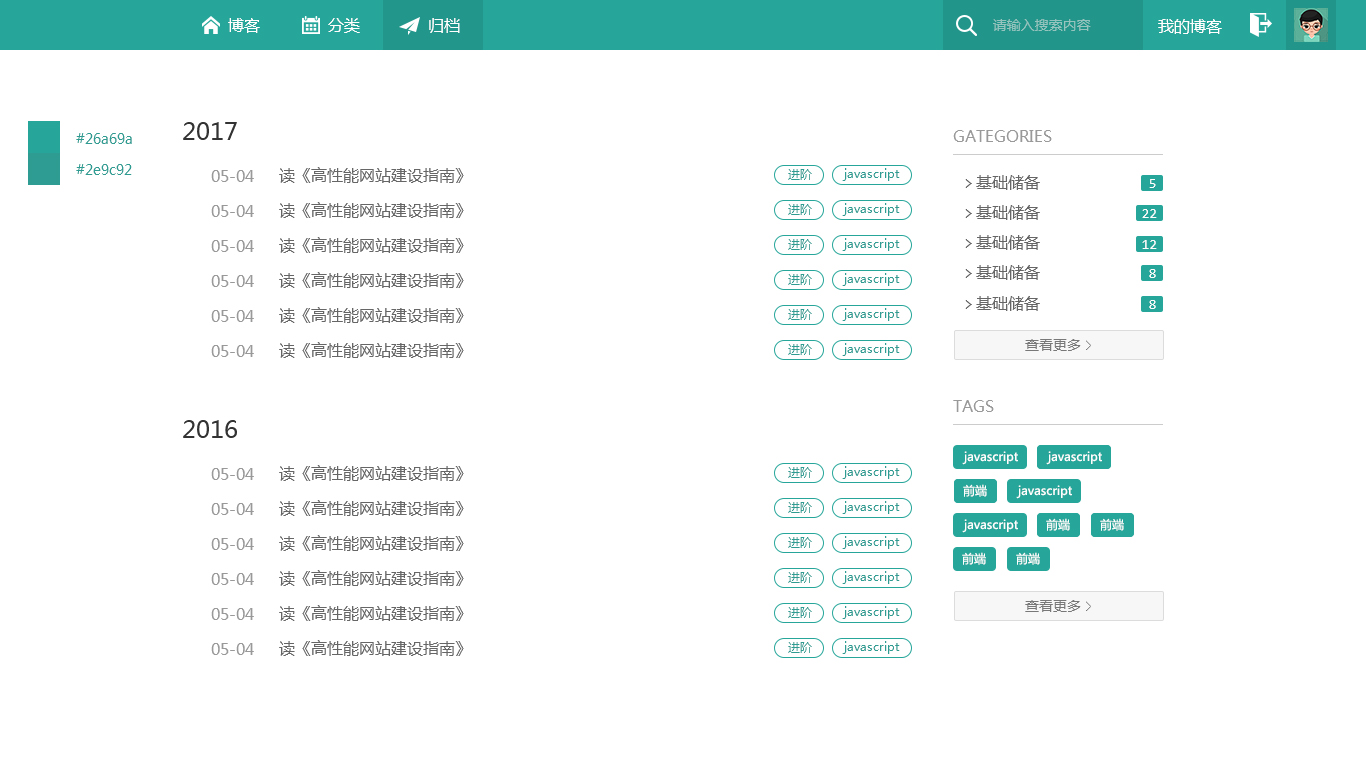 博客 分类 归档 请输入搜索内容 我的博客
#26a69a
#2e9c92
2017
05-04 读《高性能网站建设指南》 进阶 javascript
05-04 读《高性能网站建设指南》 进阶 javascript
05-04 读《高性能网站建设指南》 进阶 javascript
05-04 读《高性能网站建设指南》 进阶 javascript
05-04 读《高性能网站建设指南》 进阶 javascript
05-04 读《高性能网站建设指南》 进阶 javascript
2016
05-04 读《高性能网站建设指南》 进阶 javascript
05-04 读《高性能网站建设指南》 进阶 javascript
05-04 读《高性能网站建设指南》 进阶 javascript
05-04 读《高性能网站建设指南》 进阶 javascript
05-04 读《高性能网站建设指南》 进阶 javascript
05-04 读《高性能网站建设指南》 进阶 javascript
GATEGORIES
> 基础储备 5
> 基础储备 22
> 基础储备 12
> 基础储备 8
> 基础储备 8
查看更多 >
TAGS
javascript javascript
前端 javascript
javascript 前端 前端
前端 前端
查看更多 >